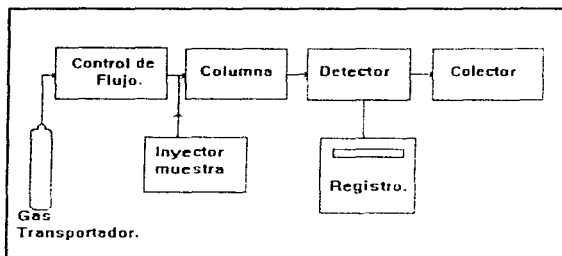 Control de
Flujo.
Columna
Detector
Colector
Inyector
muestra
Registro.
Gas
Transportador.